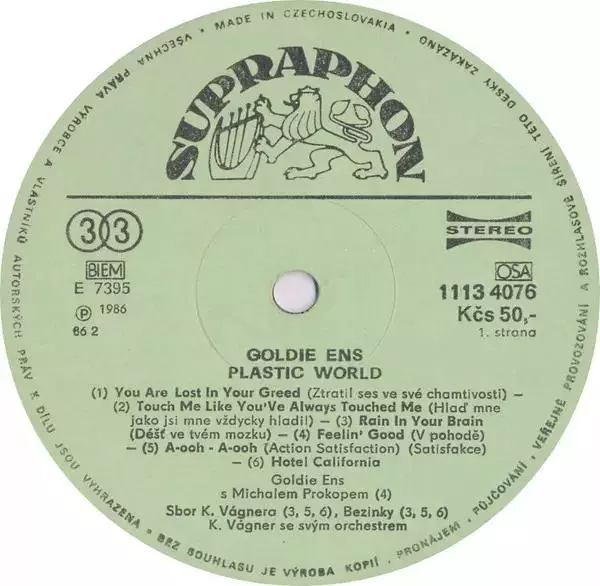 MADE IN CZECHOSLOVAKIA • VŠECHNA PRÁVA VÝROBCE A VLASTNÍKŮ AUTORSKÝCH PRÁV K DÍLU JSOU VYHRAZENA • BEZ SOUHLASU JE VÝROBA KOPIÍ, PRONÁJEM, PŮJČOVÁNÍ, VEŘEJNÉ PROVOZOVÁNÍ A ROZHLASOVÉ ŠÍŘENÍ TÉTO DESKY ZAKÁZÁNO
SUPRAPHON
33
STEREO
BIEM
OSA
E 7395
1113 4076
Ⓟ 1986
Kčs 50,-
86 2
1. strana
GOLDIE ENS
PLASTIC WORLD
(1) You Are Lost In Your Greed (Ztratil ses ve své chamtivosti) –
– (2) Touch Me Like You'Ve Always Touched Me (Hlaď mne
jako jsi mne vždycky hladil) – (3) Rain In Your Brain
(Déšť ve tvém mozku) – (4) Feelin' Good (V pohodě)
– (5) A-ooh - A-ooh (Action Satisfaction) (Satisfakce)
– (6) Hotel California
Goldie Ens
s Michalem Prokopem (4)
Sbor K. Vágnera (3, 5, 6), Bezinky (3, 5, 6)
K. Vágner se svým orchestrem